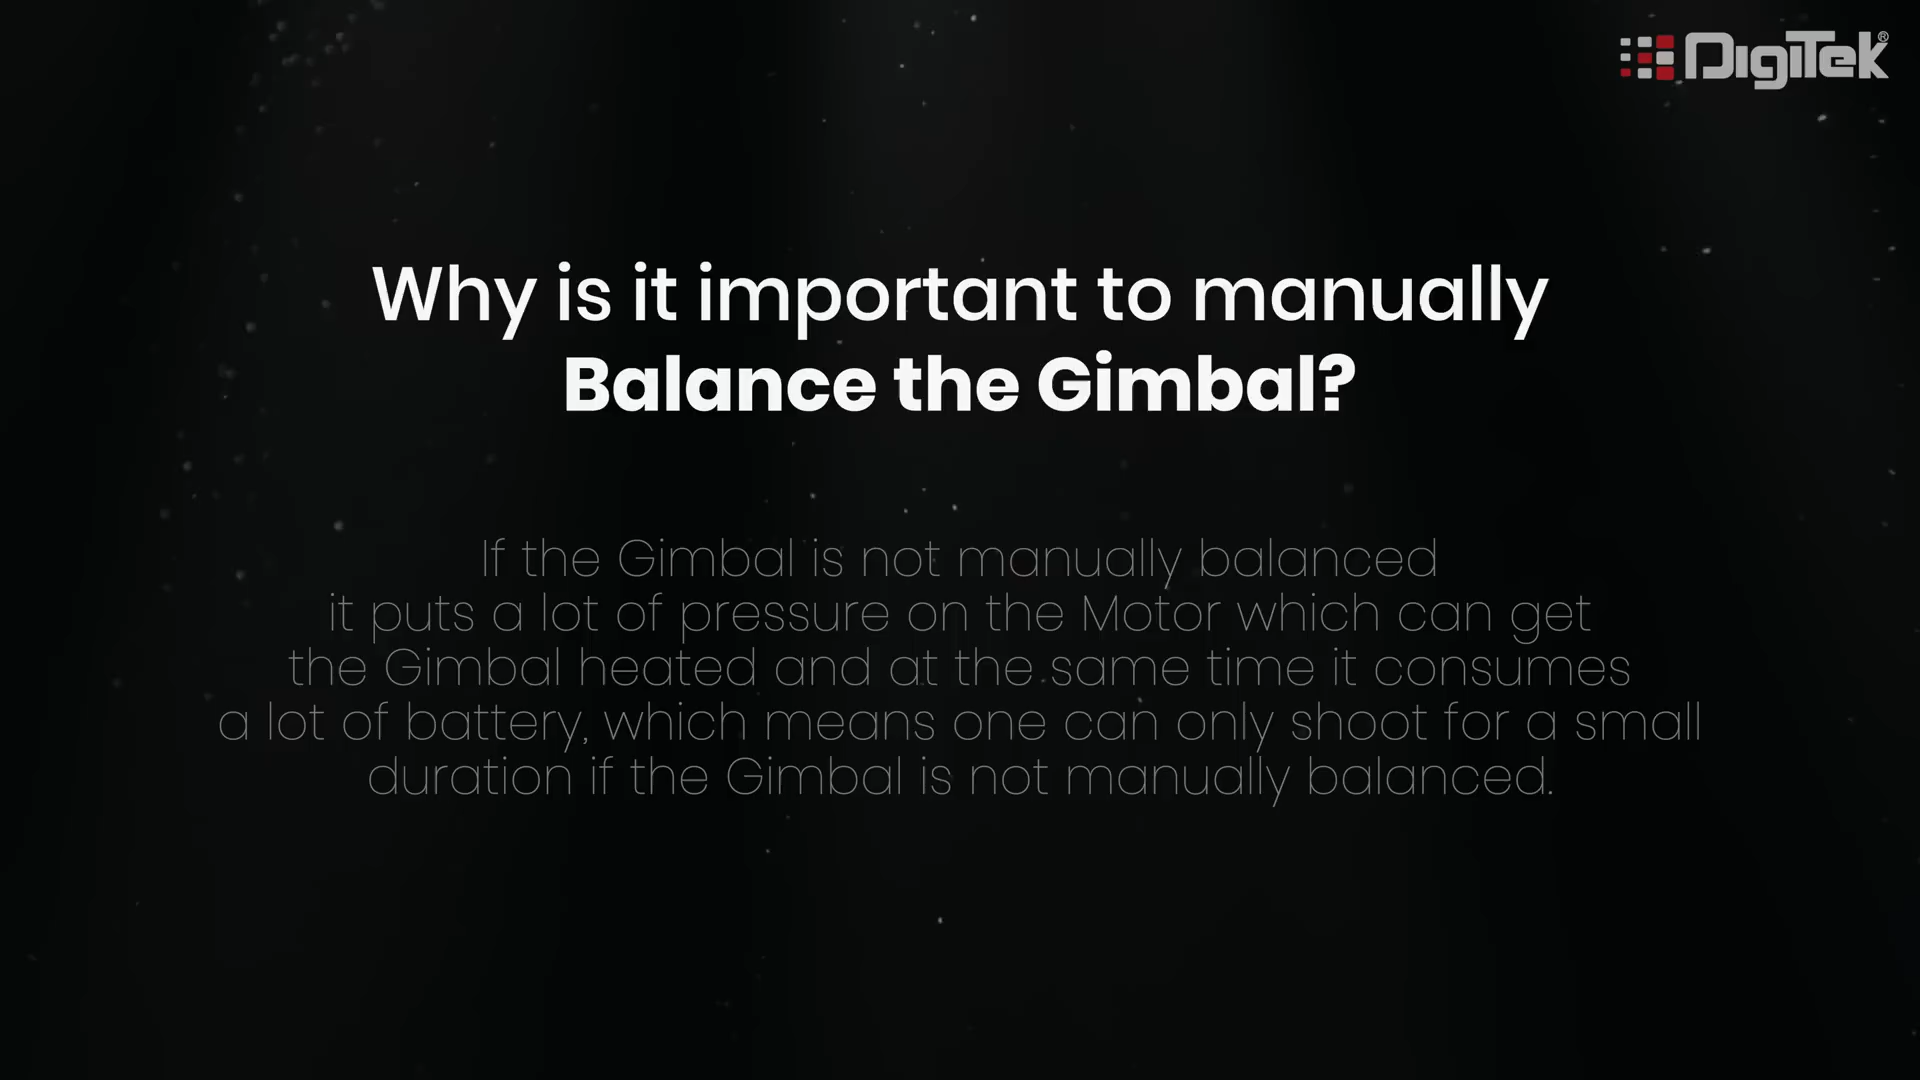 DigiTek®
Why is it important to manually
Balance the Gimbal?
If the Gimbal is not manually balanced
it puts a lot of pressure on the Motor which can get
the Gimbal heated and at the same time it consumes
a lot of battery, which means one can only shoot for a small
duration if the Gimbal is not manually balanced.